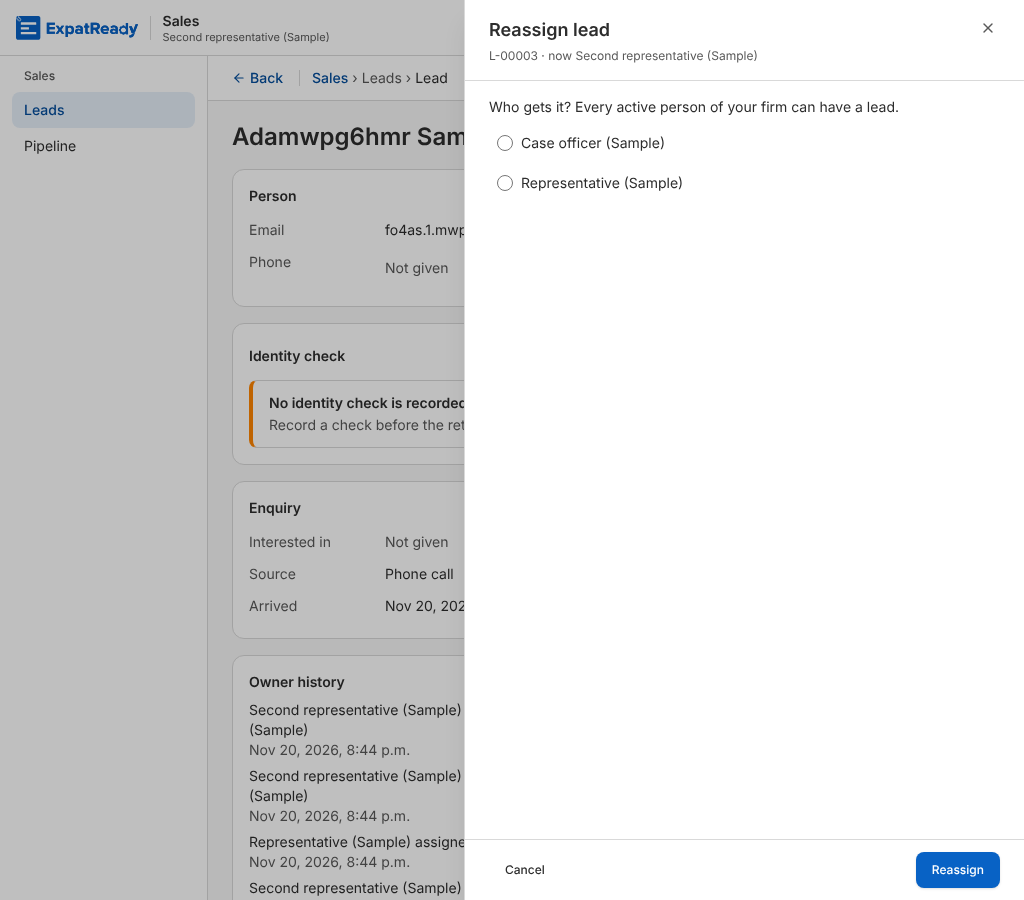 ExpatReady
Sales
Second representative (Sample)
Sales
Leads
Pipeline
← Back
Sales › Leads › Lead
Adamwpg6hmr Sam
Person
Email
fo4as.1.mwp
Phone
Not given
Identity check
No identity check is recorded
Record a check before the ret
Enquiry
Interested in
Not given
Source
Phone call
Arrived
Nov 20, 202
Owner history
Second representative (Sample)
(Sample)
Nov 20, 2026, 8:44 p.m.
Second representative (Sample)
(Sample)
Nov 20, 2026, 8:44 p.m.
Representative (Sample) assigne
Nov 20, 2026, 8:44 p.m.
Second representative (Sample)
Reassign lead
L-00003 · now Second representative (Sample)
Who gets it? Every active person of your firm can have a lead.
Case officer (Sample)
Representative (Sample)
Cancel
Reassign